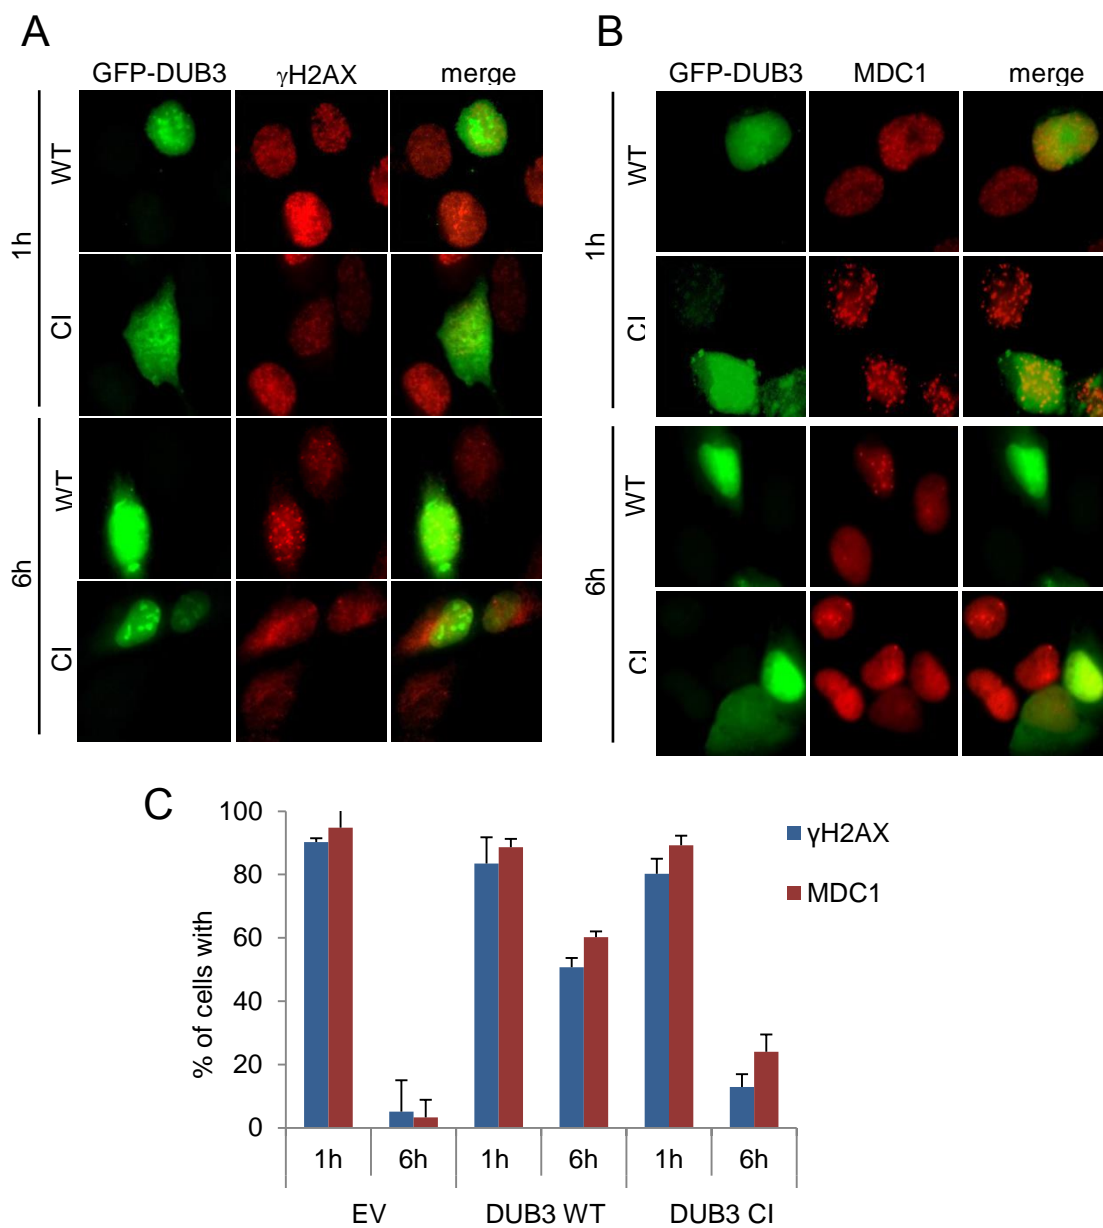 A
B
GFP-DUB3 γH2AX merge
GFP-DUB3 MDC1 merge
1h
WT
CI
6h
WT
CI
1h
WT
CI
6h
WT
CI
C
% of cells with
100
80
60
40
20
0
γH2AX
MDC1
1h 6h 1h 6h 1h 6h
EV DUB3 WT DUB3 CI